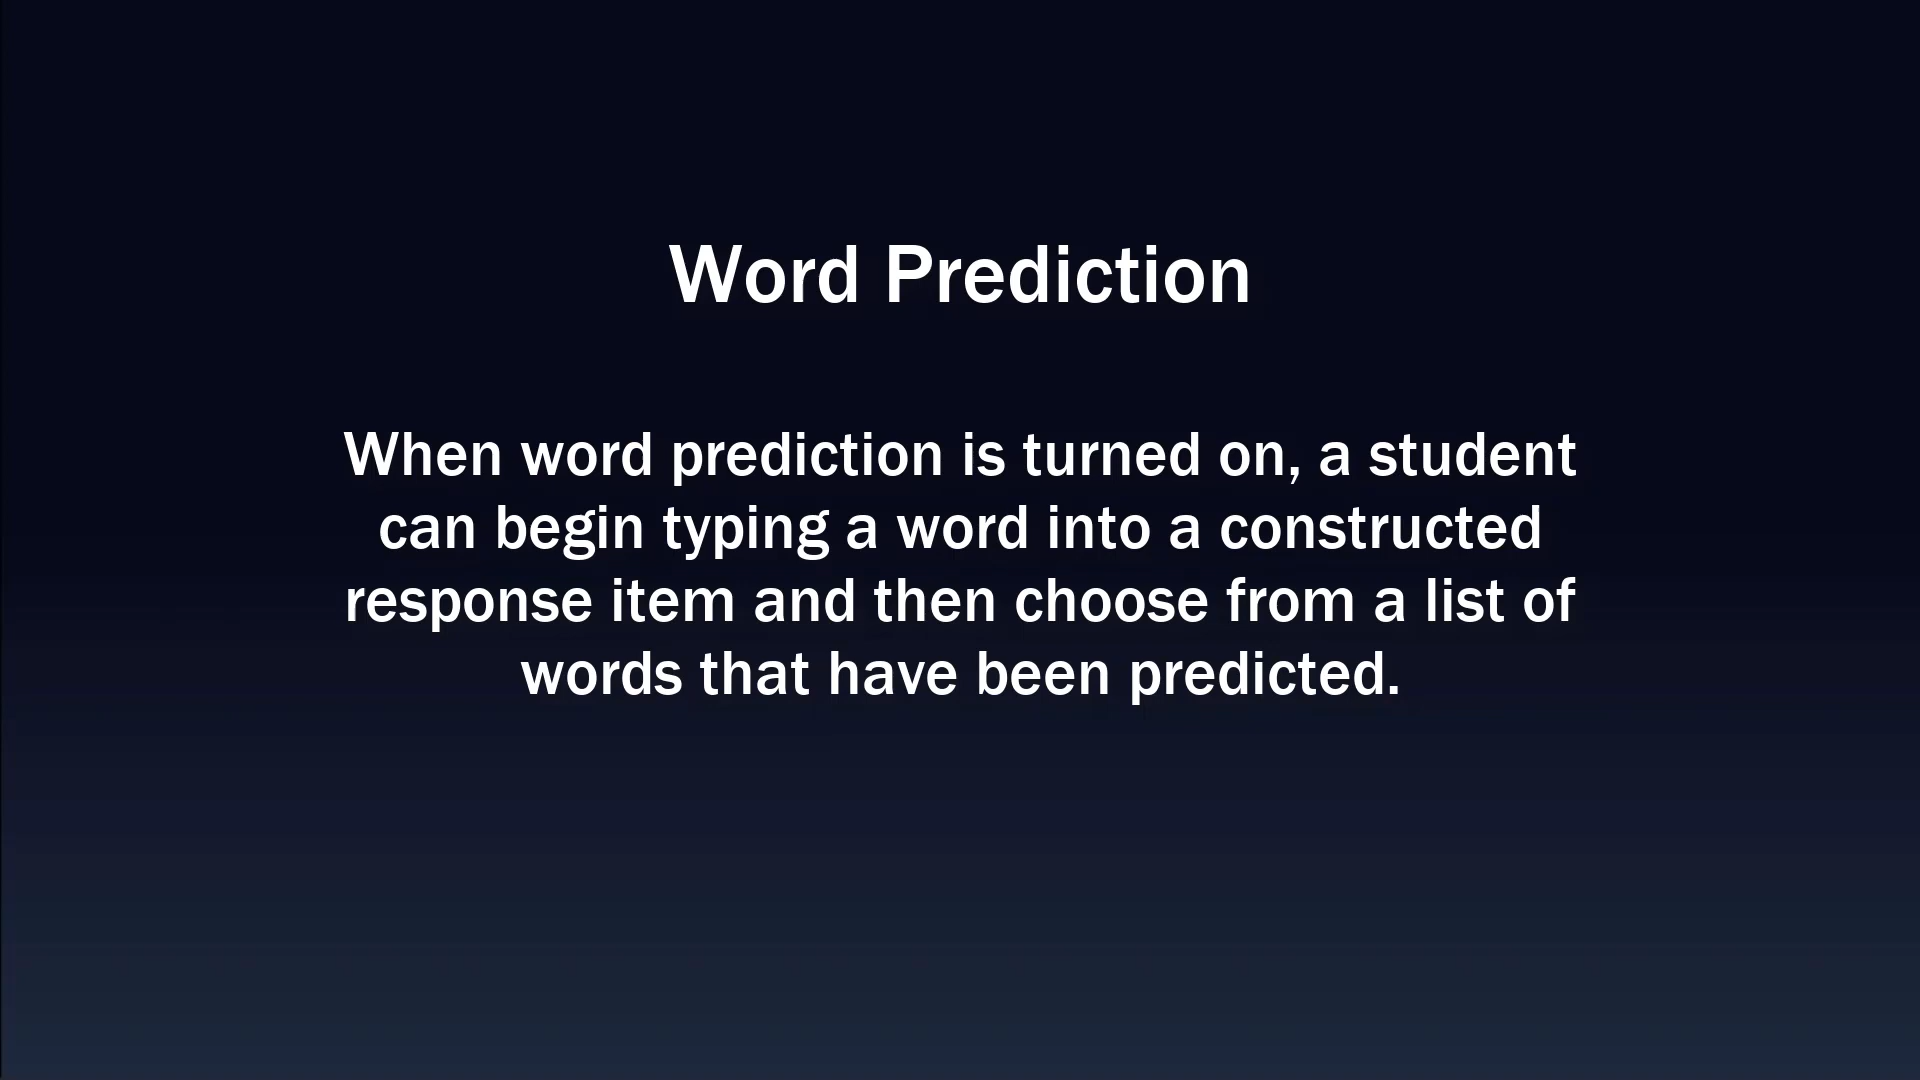 Word Prediction
When word prediction is turned on, a student
can begin typing a word into a constructed
response item and then choose from a list of
words that have been predicted.